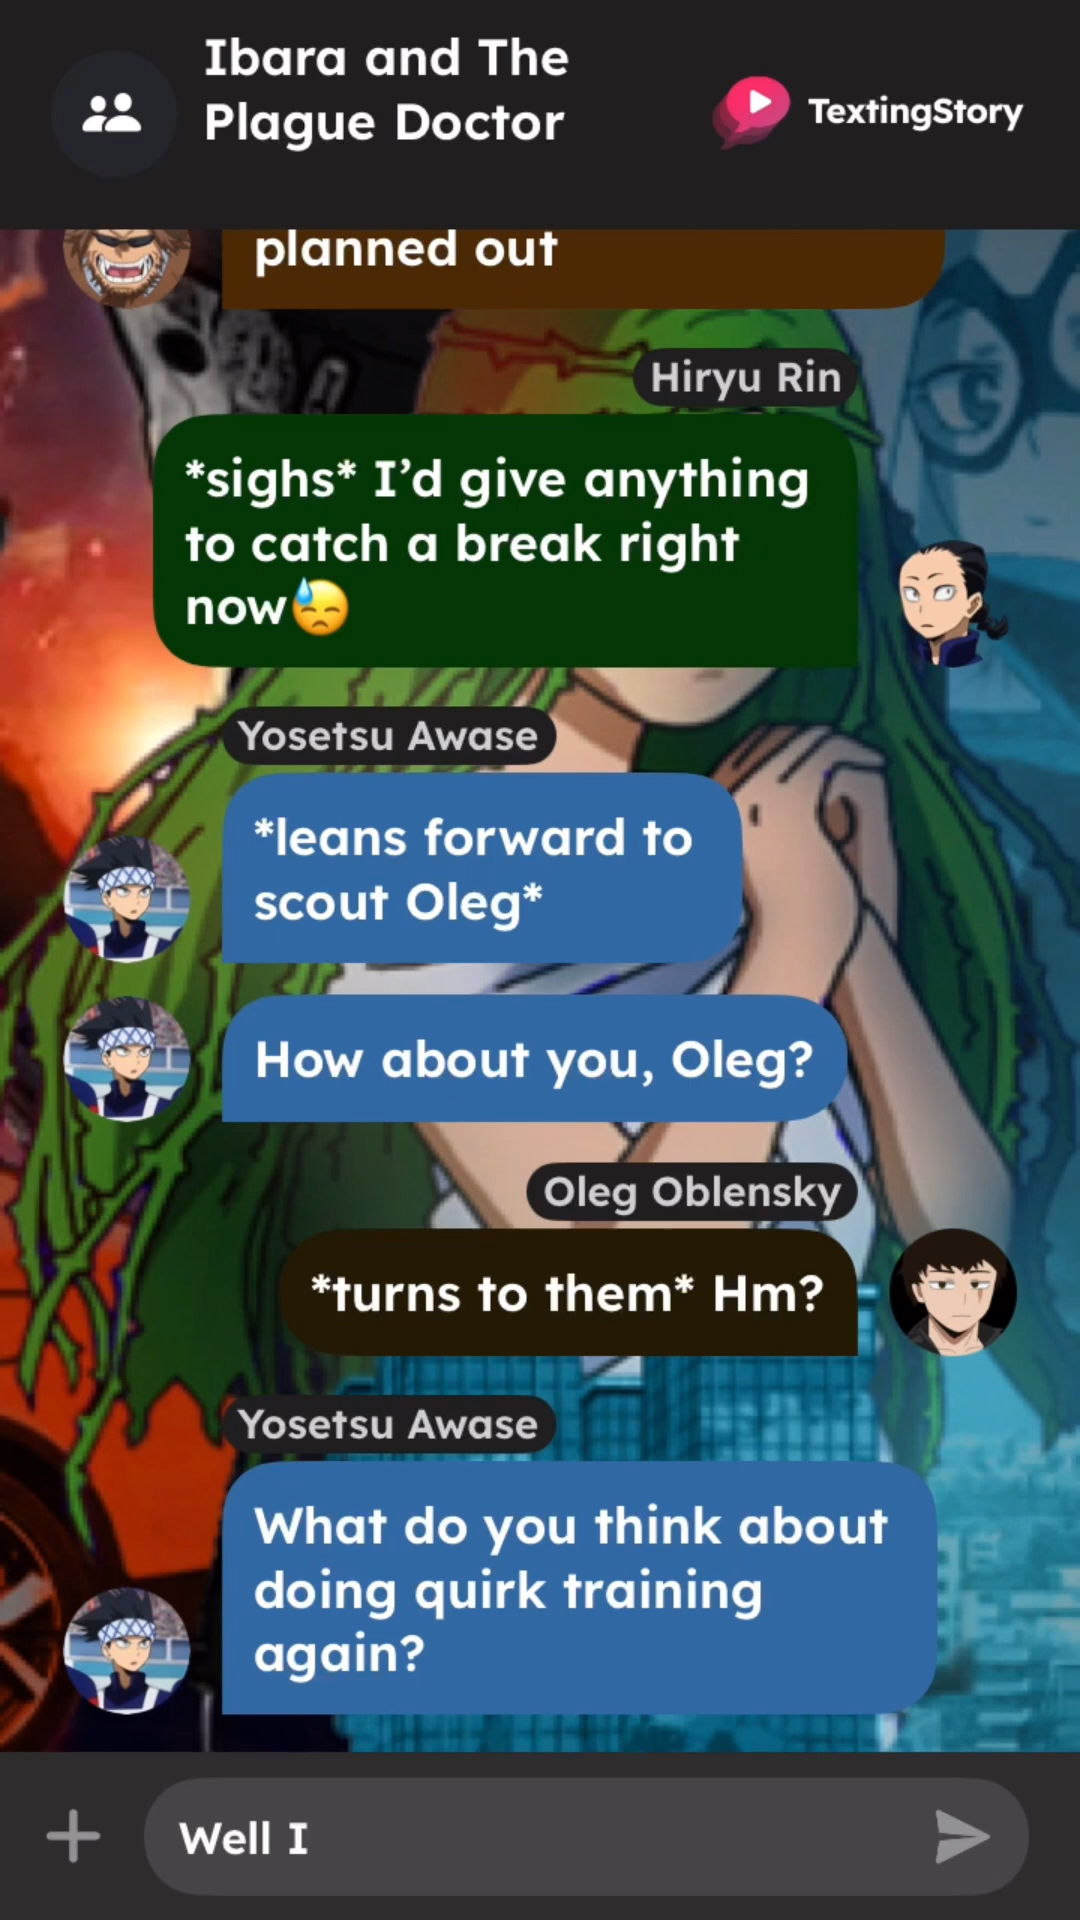 Ibara and The
Plague Doctor
TextingStory
planned out
Hiryu Rin
*sighs* I’d give anything
to catch a break right
now😓
Yosetsu Awase
*leans forward to
scout Oleg*
How about you, Oleg?
Oleg Oblensky
*turns to them* Hm?
Yosetsu Awase
What do you think about
doing quirk training
again?
Well I